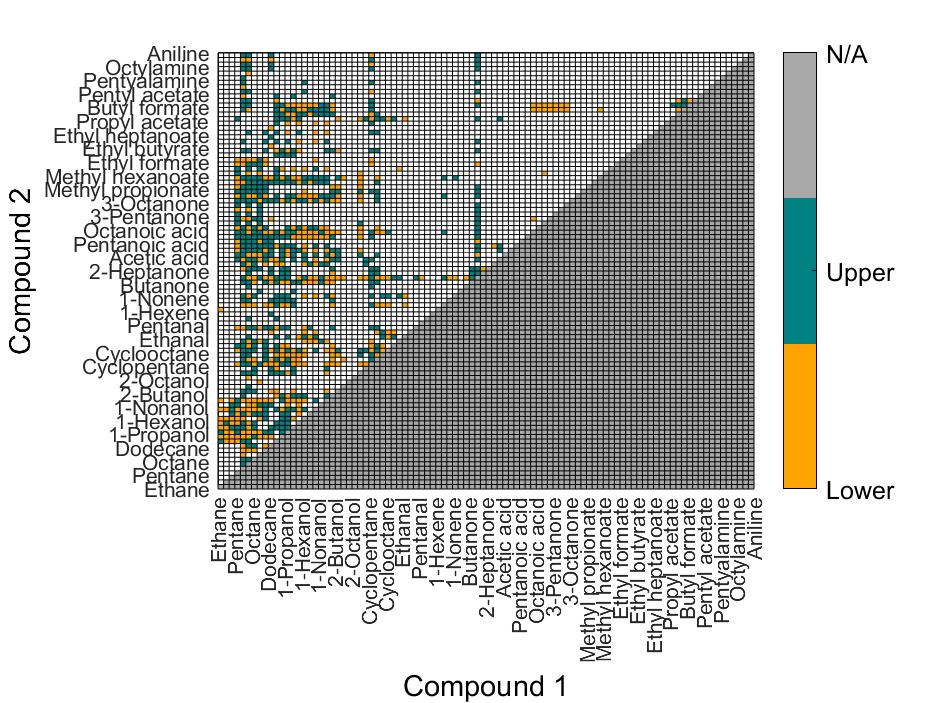 Aniline
Octylamine
Pentyalamine
Pentyl acetate
Butyl formate
Propyl acetate
Ethyl heptanoate
Ethyl butyrate
Ethyl formate
Methyl hexanoate
Methyl propionate
3-Octanone
3-Pentanone
Octanoic acid
Pentanoic acid
Acetic acid
2-Heptanone
Butanone
1-Nonene
1-Hexene
Pentanal
Ethanal
Cyclooctane
Cyclopentane
2-Octanol
2-Butanol
1-Nonanol
1-Hexanol
1-Propanol
Dodecane
Octane
Pentane
Ethane
Compound 2
Ethane
Pentane
Octane
Dodecane
1-Propanol
1-Hexanol
1-Nonanol
2-Butanol
2-Octanol
Cyclopentane
Cyclooctane
Ethanal
Pentanal
1-Hexene
1-Nonene
Butanone
2-Heptanone
Acetic acid
Pentanoic acid
Octanoic acid
3-Pentanone
3-Octanone
Methyl propionate
Methyl hexanoate
Ethyl formate
Ethyl butyrate
Ethyl heptanoate
Propyl acetate
Butyl formate
Pentyl acetate
Pentyalamine
Octylamine
Aniline
Compound 1
N/A
Upper
Lower